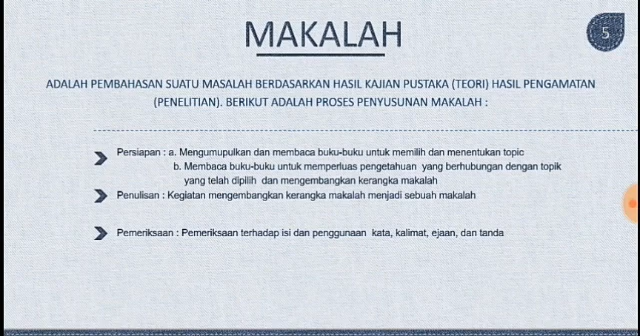 MAKALAH
5
ADALAH PEMBAHASAN SUATU MASALAH BERDASARKAN HASIL KAJIAN PUSTAKA (TEORI) HASIL PENGAMATAN
(PENELITIAN). BERIKUT ADALAH PROSES PENYUSUNAN MAKALAH :
Persiapan : a. Mengumupulkan dan membaca buku-buku untuk memilih dan menentukan topic
b. Membaca buku-buku untuk memperluas pengetahuan yang berhubungan dengan topik
yang telah dipilih dan mengembangkan kerangka makalah
Penulisan : Kegiatan mengembangkan kerangka makalah menjadi sebuah makalah
Pemeriksaan : Pemeriksaan terhadap isi dan penggunaan kata, kalimat, ejaan, dan tanda